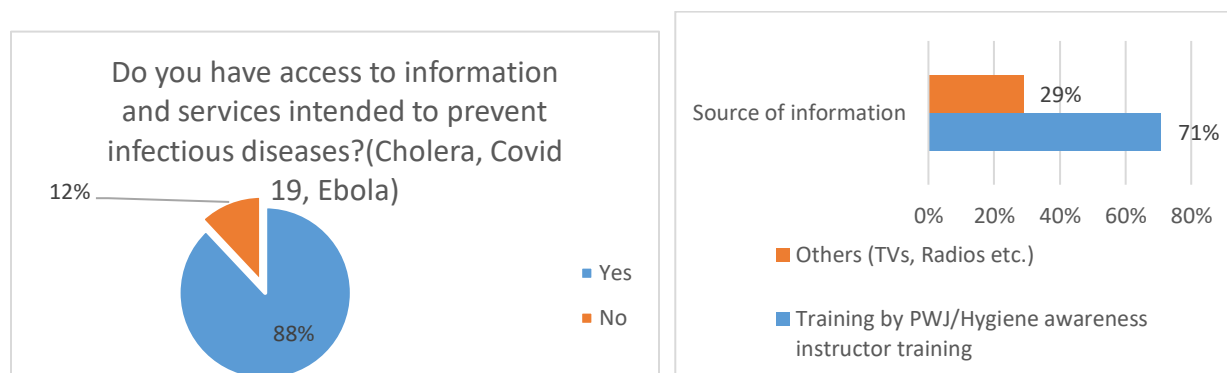 Do you have access to information
and services intended to prevent
infectious diseases?(Cholera, Covid
19, Ebola)
12%
88%
Yes
No
Source of information
29%
71%
0% 20% 40% 60% 80%
Others (TVs, Radios etc.)
Training by PWJ/Hygiene awareness
instructor training